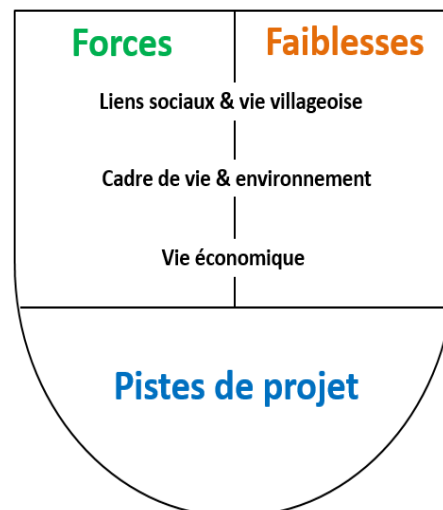 Forces
Faiblesses
Liens sociaux & vie villageoise
Cadre de vie & environnement
Vie économique
Pistes de projet